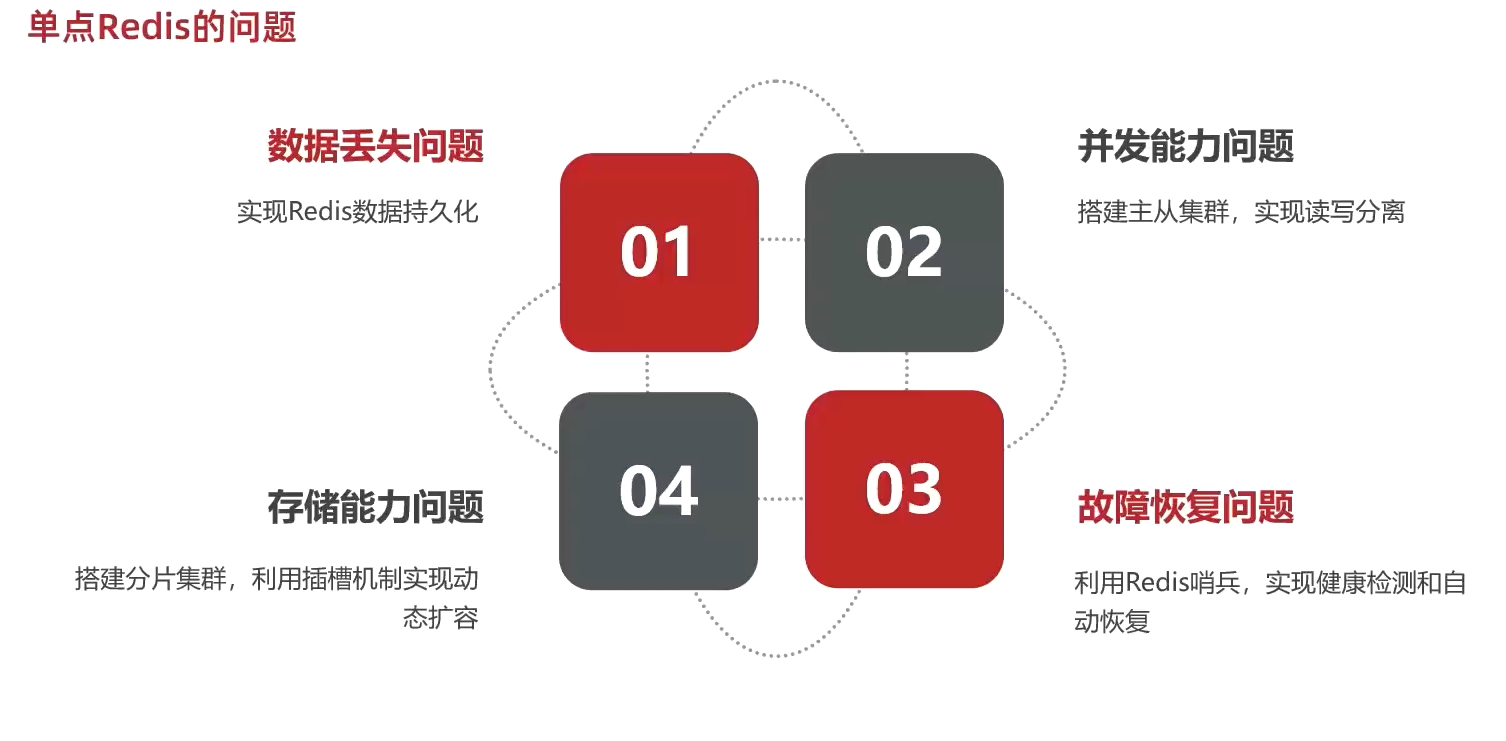 单点Redis的问题
数据丢失问题
实现Redis数据持久化
01
02
并发能力问题
搭建主从集群，实现读写分离
存储能力问题
搭建分片集群，利用插槽机制实现动
态扩容
04
03
故障恢复问题
利用Redis哨兵，实现健康检测和自
动恢复